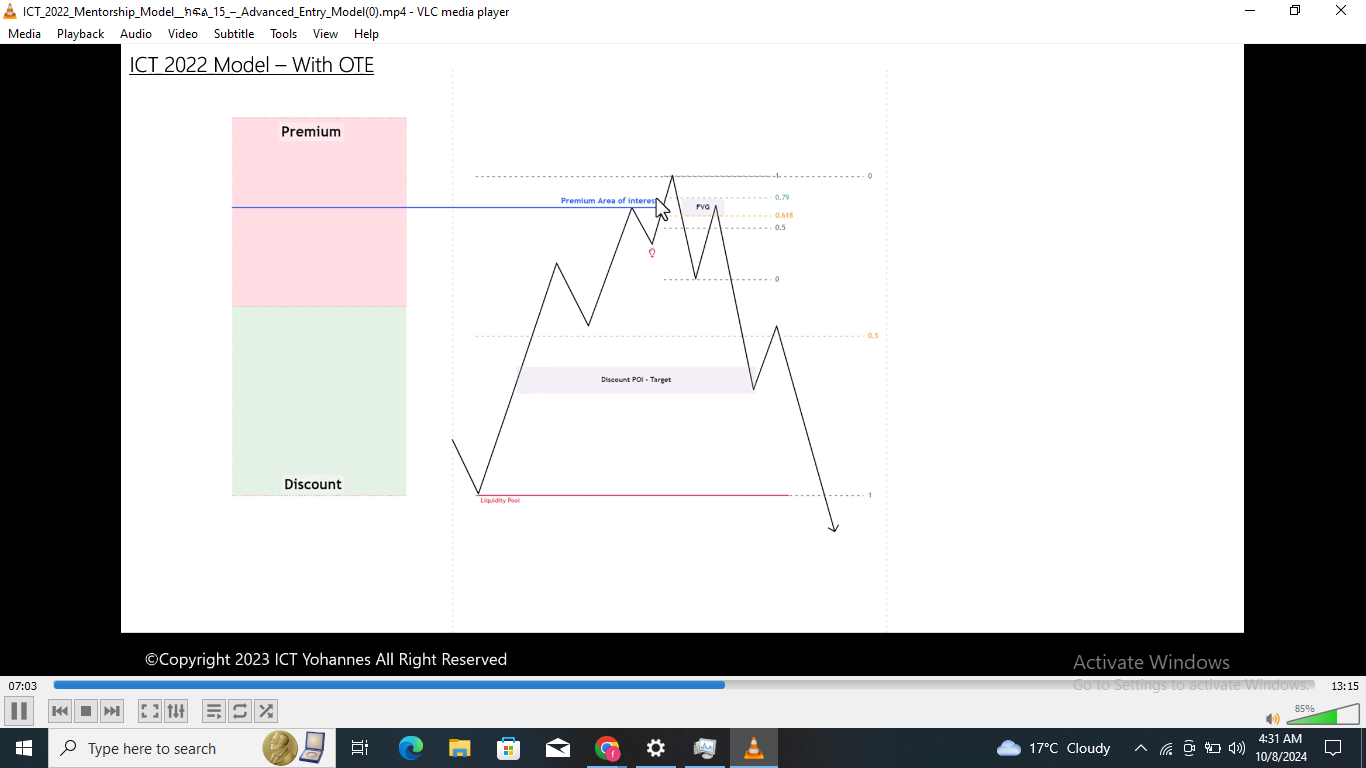 ICT_2022_Mentorship_Model__ክፍል_15_–_Advanced_Entry_Model(0).mp4 - VLC media player
Media Playback Audio Video Subtitle Tools View Help
ICT 2022 Model – With OTE
Premium
Discount
1
0
0.79
Premium Area of interes
FVG
0.618
0.5
0
0.5
Discount POI - Target
1
Liquidity Pool
©Copyright 2023 ICT Yohannes All Right Reserved
Activate Windows
Go to Settings to activate Windows.
07:03
13:15
85%
Type here to search
17°C Cloudy
4:31 AM
10/8/2024